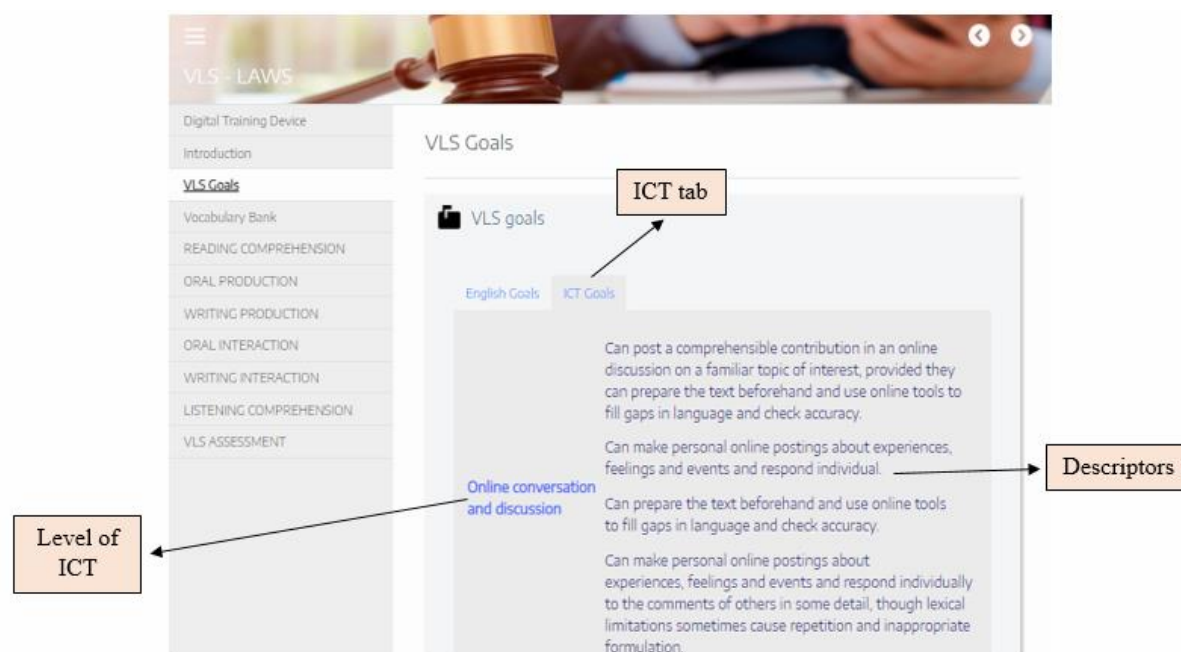 VLS - LAWS
Digital Training Device
Introduction
VLS Goals
Vocabulary Bank
READING COMPREHENSION
ORAL PRODUCTION
WRITING PRODUCTION
ORAL INTERACTION
WRITING INTERACTION
LISTENING COMPREHENSION
VLS ASSESSMENT
VLS Goals
ICT tab
VLS goals
English Goals
ICT Goals
Online conversation
and discussion
Can post a comprehensible contribution in an online
discussion on a familiar topic of interest, provided they
can prepare the text beforehand and use online tools to
fill gaps in language and check accuracy.
Can make personal online postings about experiences,
feelings and events and respond individual.
Can prepare the text beforehand and use online tools
to fill gaps in language and check accuracy.
Can make personal online postings about
experiences, feelings and events and respond individually
to the comments of others in some detail, though lexical
limitations sometimes cause repetition and inappropriate
formulation.
Descriptors
Level of
ICT